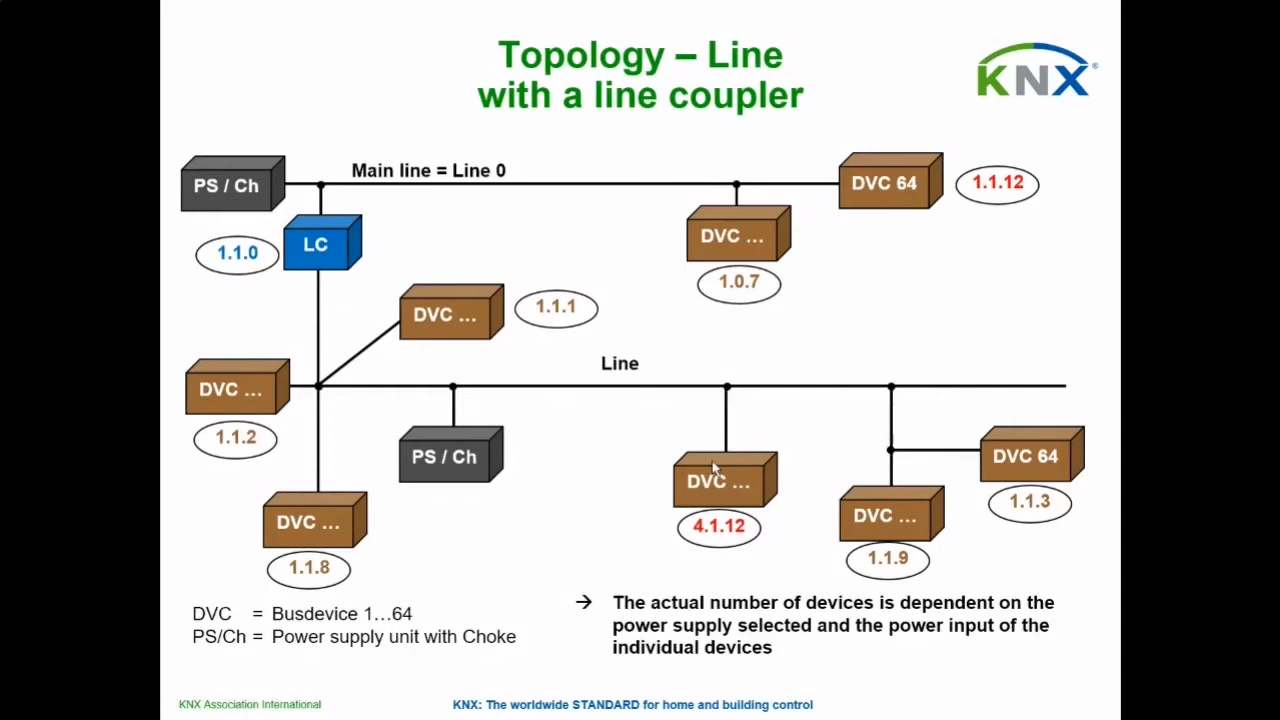 Topology – Line
with a line coupler
KNX®
Main line = Line 0
PS / Ch
DVC 64
1.1.12
LC
1.1.0
DVC ...
1.0.7
DVC ...
1.1.1
Line
DVC ...
1.1.2
PS / Ch
DVC ...
4.1.12
DVC 64
1.1.3
DVC ...
1.1.8
DVC ...
1.1.9
DVC = Busdevice 1...64
PS/Ch = Power supply unit with Choke
→ The actual number of devices is dependent on the
power supply selected and the power input of the
individual devices
KNX Association International
KNX: The worldwide STANDARD for home and building control